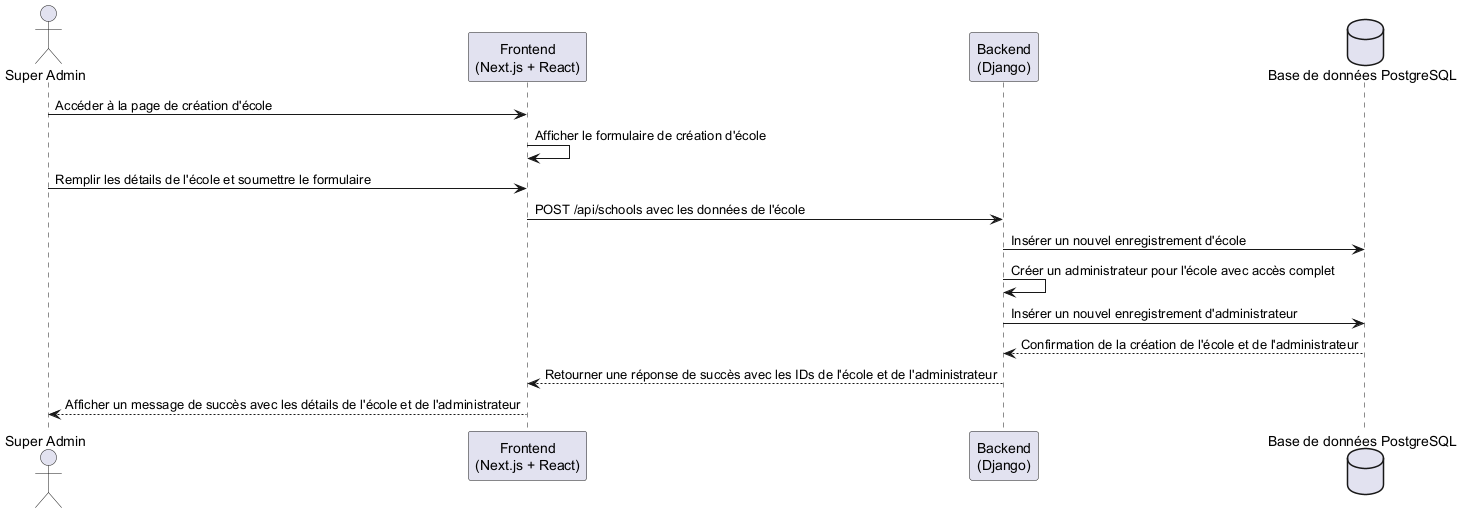 Super Admin
Frontend
(Next.js + React)
Backend
(Django)
Base de données PostgreSQL
Accéder à la page de création d'école
Afficher le formulaire de création d'école
Remplir les détails de l'école et soumettre le formulaire
POST /api/schools avec les données de l'école
Insérer un nouvel enregistrement d'école
Créer un administrateur pour l'école avec accès complet
Insérer un nouvel enregistrement d'administrateur
Confirmation de la création de l'école et de l'administrateur
Retourner une réponse de succès avec les IDs de l'école et de l'administrateur
Afficher un message de succès avec les détails de l'école et de l'administrateur
Super Admin
Frontend
(Next.js + React)
Backend
(Django)
Base de données PostgreSQL